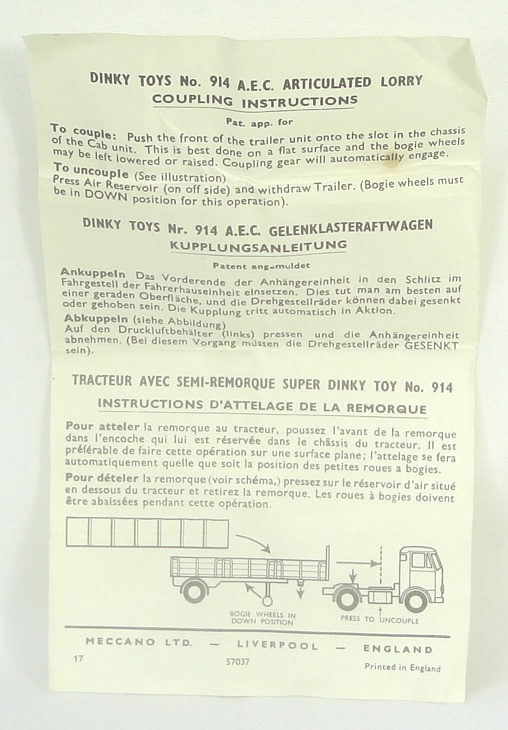 DINKY TOYS No. 914 A.E.C. ARTICULATED LORRY
COUPLING INSTRUCTIONS
Pat. app. for
To couple: Push the front of the trailer unit onto the slot in the chassis
of the Cab unit. This is best done on a flat surface and the bogie wheels
may be left lowered or raised. Coupling gear will automatically engage.
To uncouple (See illustration)
Press Air Reservoir (on off side) and withdraw Trailer. (Bogie wheels must
be in DOWN position for this operation).
DINKY TOYS Nr. 914 A.E.C. GELENKLASTERAFTWAGEN
KUPPLUNGSANLEITUNG
Patent angemuldet
Ankuppeln Das Vorderende der Anhängereinheit in den Schlitz im
Fahrgestell der Fahrerhauseinheit einsetzen. Dies tut man am besten auf
einer geraden Oberfläche, und die Drehgestellräder können dabei gesenkt
oder gehoben sein. Die Kupplung tritt automatisch in Aktion.
Abkuppeln (siehe Abbildung)
Auf den Druckluftbehälter (links) pressen und die Anhängereinheit
abnehmen. (Bei diesem Vorgang müssen die Drehgestellräder GESENKT
sein).
TRACTEUR AVEC SEMI-REMORQUE SUPER DINKY TOY No. 914
INSTRUCTIONS D'ATTELAGE DE LA REMORQUE
Pour atteler la remorque au tracteur, poussez l'avant de la remorque
dans l'encoche qui lui est réservée dans le châssis du tracteur. Il est
préférable de faire cette opération sur une surface plane; l'attelage se fera
automatiquement quelle que soit la position des petites roues a bogies.
Pour dételer la remorque (voir schéma,) pressez sur le réservoir d'air situé
en dessous du tracteur et retirez la remorque. Les roues à bogies doivent
être abaissées pendant cette opération.
BOGIE WHEELS IN
DOWN POSITION
PRESS TO UNCOUPLE
MECCANO LTD. — LIVERPOOL — ENGLAND
17 57037 Printed in England